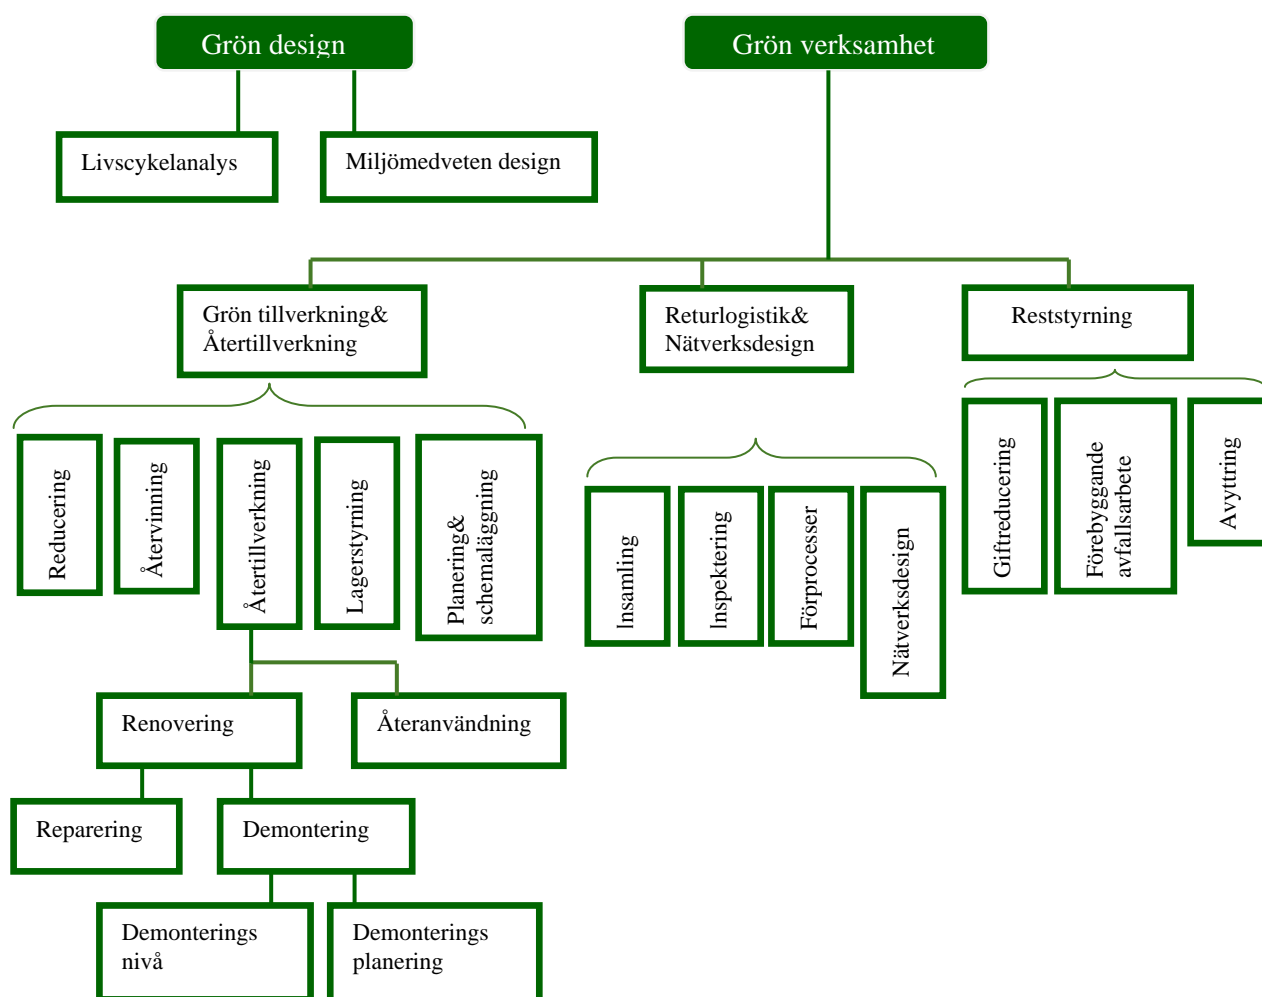 Grön design
Grön verksamhet
Livscykelanalys
Miljömedveten design
Grön tillverkning&
Återtillverkning
Returlogistik&
Nätverksdesign
Reststyrning
Reducering
Återvinning
Återtillverkning
Lagerstyrning
Planering&
schemaläggning
Insamling
Inspektering
Förprocesser
Nätverksdesign
Giftreducering
Förebyggande
avfallsarbete
Avyttring
Renovering
Återanvändning
Reparering
Demontering
Demonterings
nivå
Demonterings
planering